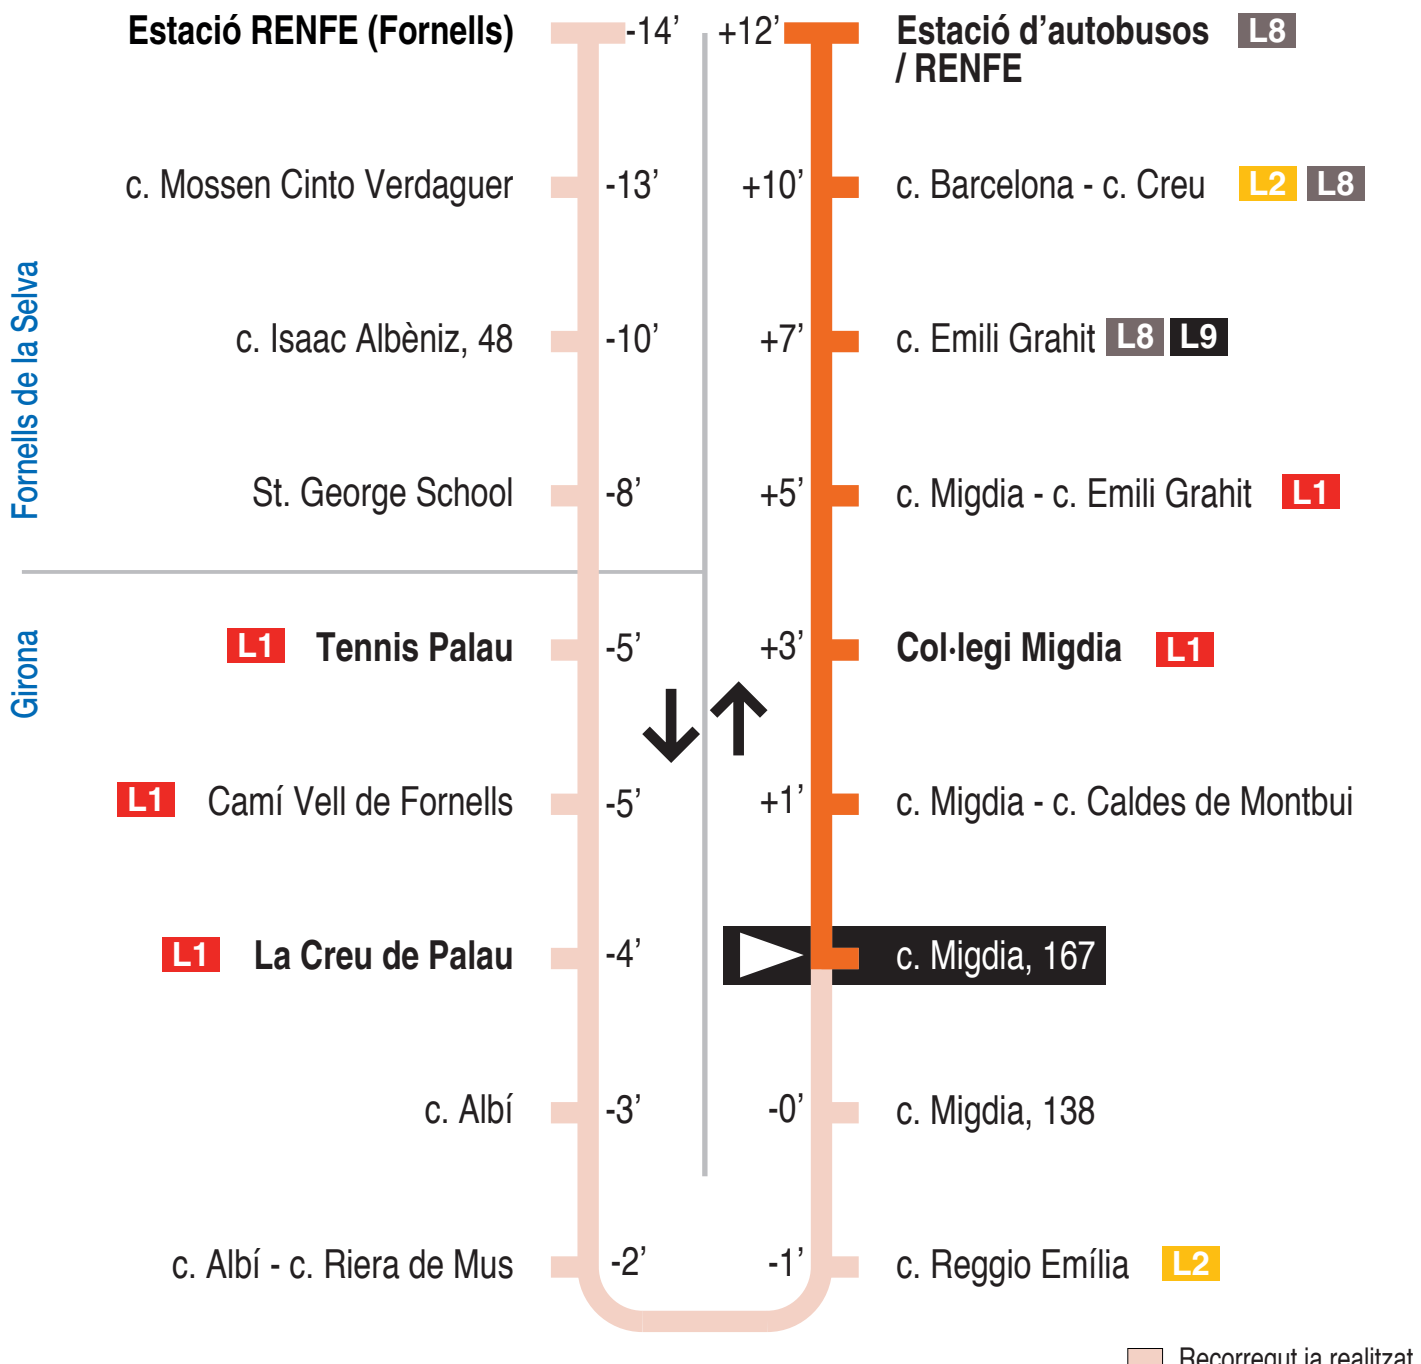 Estació RENFE (Fornells) -14’
c. Mossen Cinto Verdaguer -13’
c. Isaac Albèniz, 48 -10’
St. George School -8’
L1 Tennis Palau -5’
L1 Camí Vell de Fornells -5’
L1 La Creu de Palau -4’
c. Albí -3’
c. Albí - c. Riera de Mus -2’
Fornells de la Selva
Girona
+12’ Estació d’autobusos L8
/ RENFE
+10’ c. Barcelona - c. Creu L2 L8
+7’ c. Emili Grahit L8 L9
+5’ c. Migdia - c. Emili Grahit L1
+3’ Col·legi Migdia L1
+1’ c. Migdia - c. Caldes de Montbui
c. Migdia, 167
-0’ c. Migdia, 138
-1’ c. Reggio Emília L2
Recorregut ja realitzat